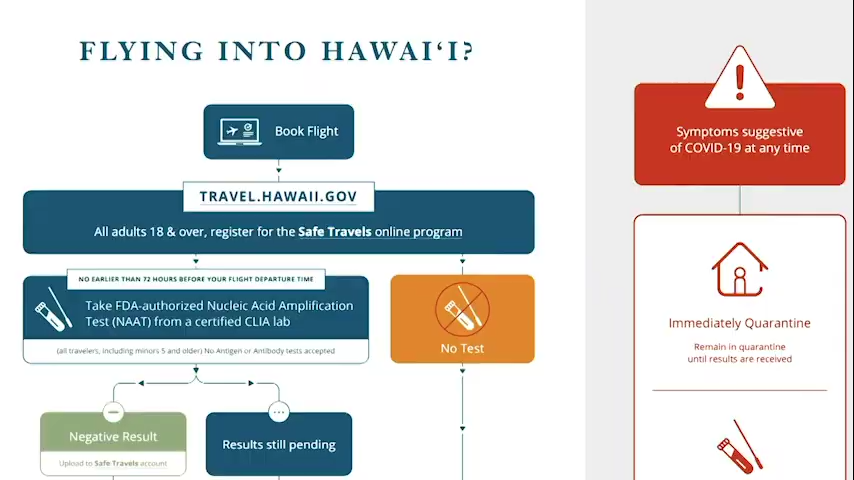 FLYING INTO HAWAIʻI?
Book Flight
TRAVEL.HAWAII.GOV
All adults 18 & over, register for the Safe Travels online program
NO EARLIER THAN 72 HOURS BEFORE YOUR FLIGHT DEPARTURE TIME
Take FDA-authorized Nucleic Acid Amplification
Test (NAAT) from a certified CLIA lab
(all travelers, including minors 5 and older) No Antigen or Antibody tests accepted
No Test
Negative Result
Upload to Safe Travels account
Results still pending
Symptoms suggestive
of COVID-19 at any time
Immediately Quarantine
Remain in quarantine
until results are received